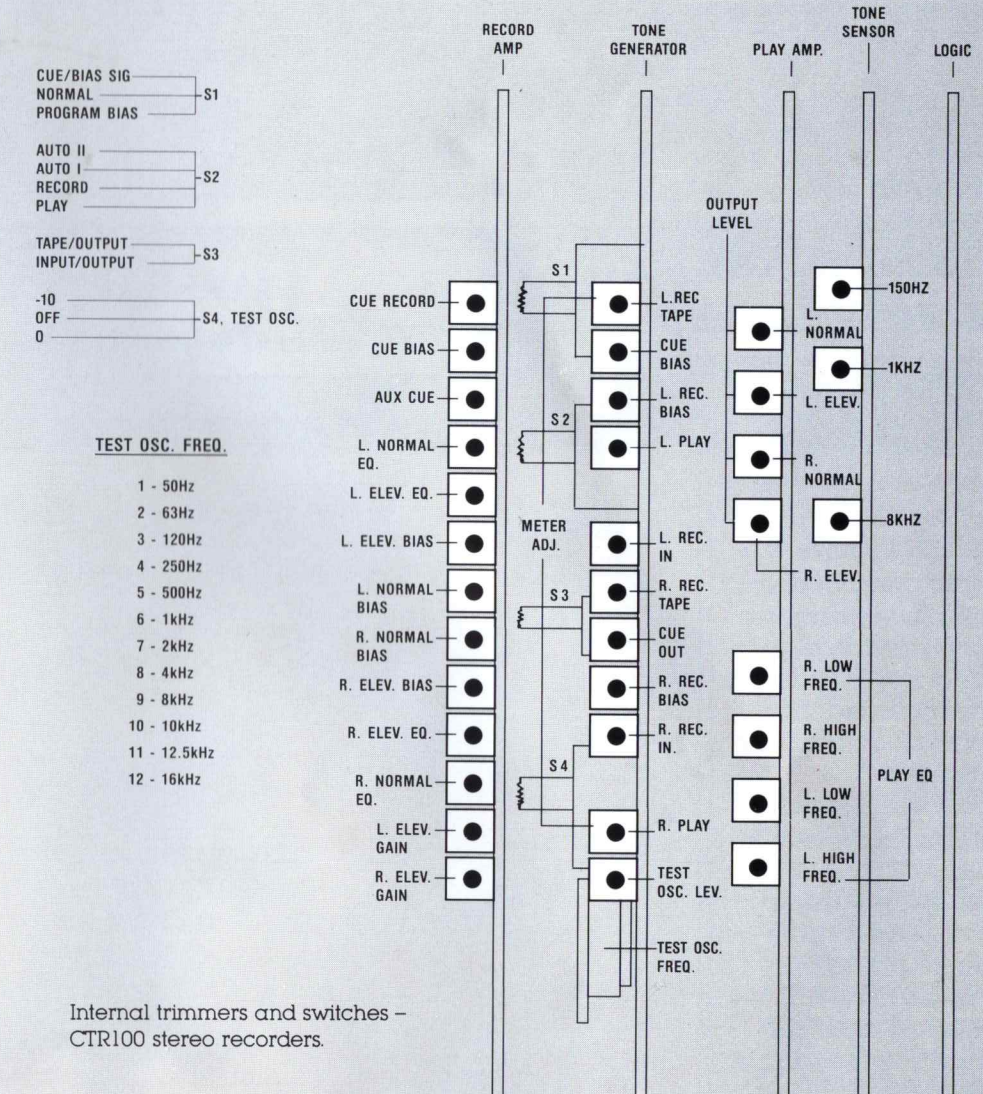 RECORD
AMP
TONE
GENERATOR
PLAY AMP.
TONE
SENSOR
LOGIC
CUE/BIAS SIG
NORMAL
PROGRAM BIAS
S1
AUTO II
AUTO I
RECORD
PLAY
S2
TAPE/OUTPUT
INPUT/OUTPUT
S3
-10
OFF
0
S4, TEST OSC.
TEST OSC. FREQ.
1 - 50Hz
2 - 63Hz
3 - 120Hz
4 - 250Hz
5 - 500Hz
6 - 1kHz
7 - 2kHz
8 - 4kHz
9 - 8kHz
10 - 10kHz
11 - 12.5kHz
12 - 16kHz
CUE RECORD
CUE BIAS
AUX CUE
L. NORMAL
EQ.
L. ELEV. EQ.
L. ELEV. BIAS
L. NORMAL
BIAS
R. NORMAL
BIAS
R. ELEV. BIAS
R. ELEV. EQ.
R. NORMAL
EQ.
L. ELEV.
GAIN
R. ELEV.
GAIN
S1
S2
METER
ADJ.
S3
S4
L.REC
TAPE
CUE
BIAS
L. REC.
BIAS
L. PLAY
L. REC.
IN
R. REC.
TAPE
CUE
OUT
R. REC.
BIAS
R. REC.
IN.
R. PLAY
TEST
OSC. LEV.
TEST OSC.
FREQ.
OUTPUT
LEVEL
L.
NORMAL
L. ELEV.
R.
NORMAL
R. ELEV.
150HZ
1KHZ
8KHZ
R. LOW
FREQ.
R. HIGH
FREQ.
L. LOW
FREQ.
L. HIGH
FREQ.
PLAY EQ
Internal trimmers and switches –
CTR100 stereo recorders.